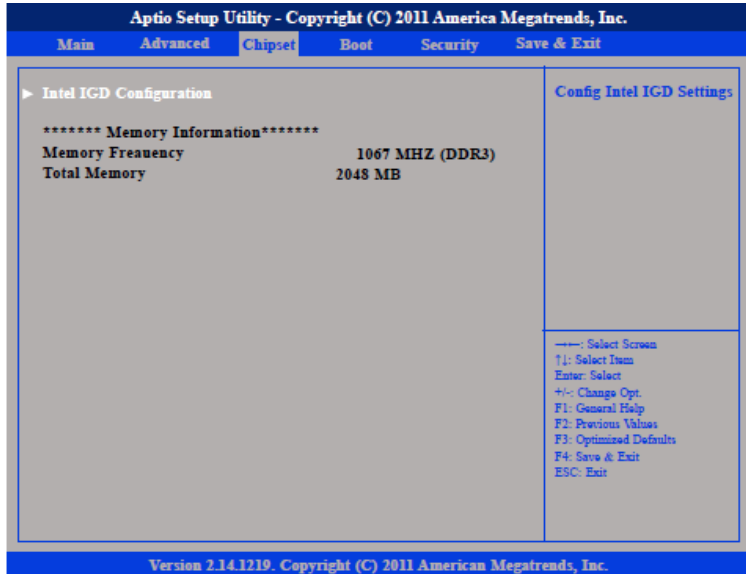 Aptio Setup Utility - Copyright (C) 2011 America Megatrends, Inc.
Main Advanced Chipset Boot Security Save & Exit
► Intel IGD Configuration
******* Memory Information*******
Memory Freauency 1067 MHZ (DDR3)
Total Memory 2048 MB
Config Intel IGD Settings
→←: Select Screen
↑↓: Select Item
Enter: Select
+/-: Change Opt.
F1: General Help
F2: Previous Values
F3: Optimized Defaults
F4: Save & Exit
ESC: Exit
Version 2.14.1219. Copyright (C) 2011 American Megatrends, Inc.